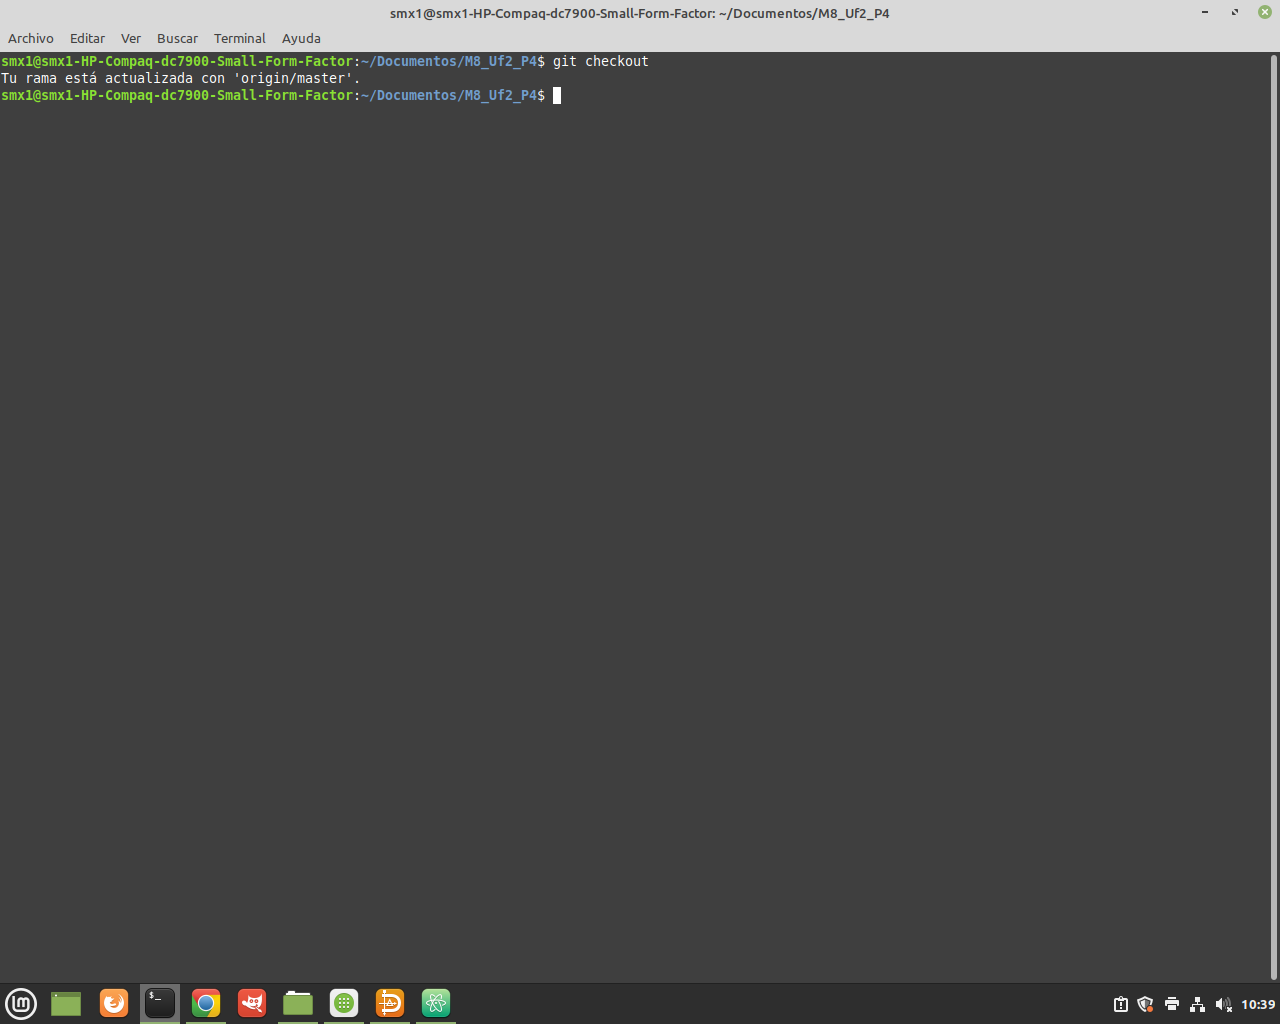 smx1@smx1-HP-Compaq-dc7900-Small-Form-Factor: ~/Documentos/M8_Uf2_P4
Archivo Editar Ver Buscar Terminal Ayuda
smx1@smx1-HP-Compaq-dc7900-Small-Form-Factor:~/Documentos/M8_Uf2_P4$ git checkout
Tu rama está actualizada con 'origin/master'.
smx1@smx1-HP-Compaq-dc7900-Small-Form-Factor:~/Documentos/M8_Uf2_P4$
10:39